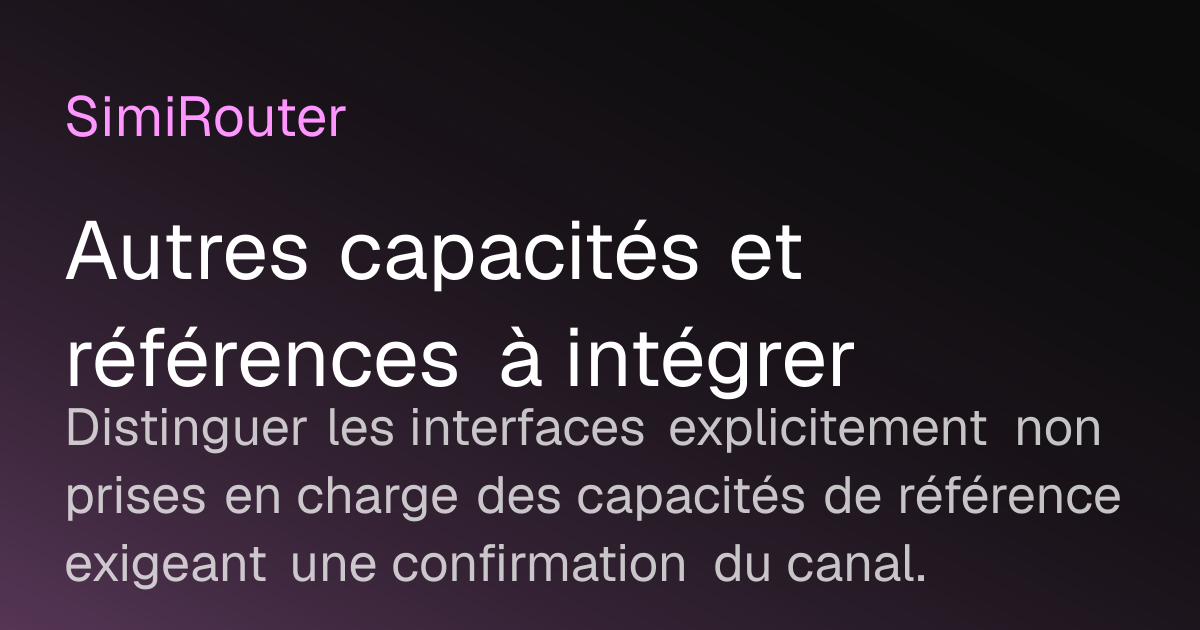 SimiRouter
Autres capacités et
références à intégrer
Distinguer les interfaces explicitement non
prises en charge des capacités de référence
exigeant une confirmation du canal.